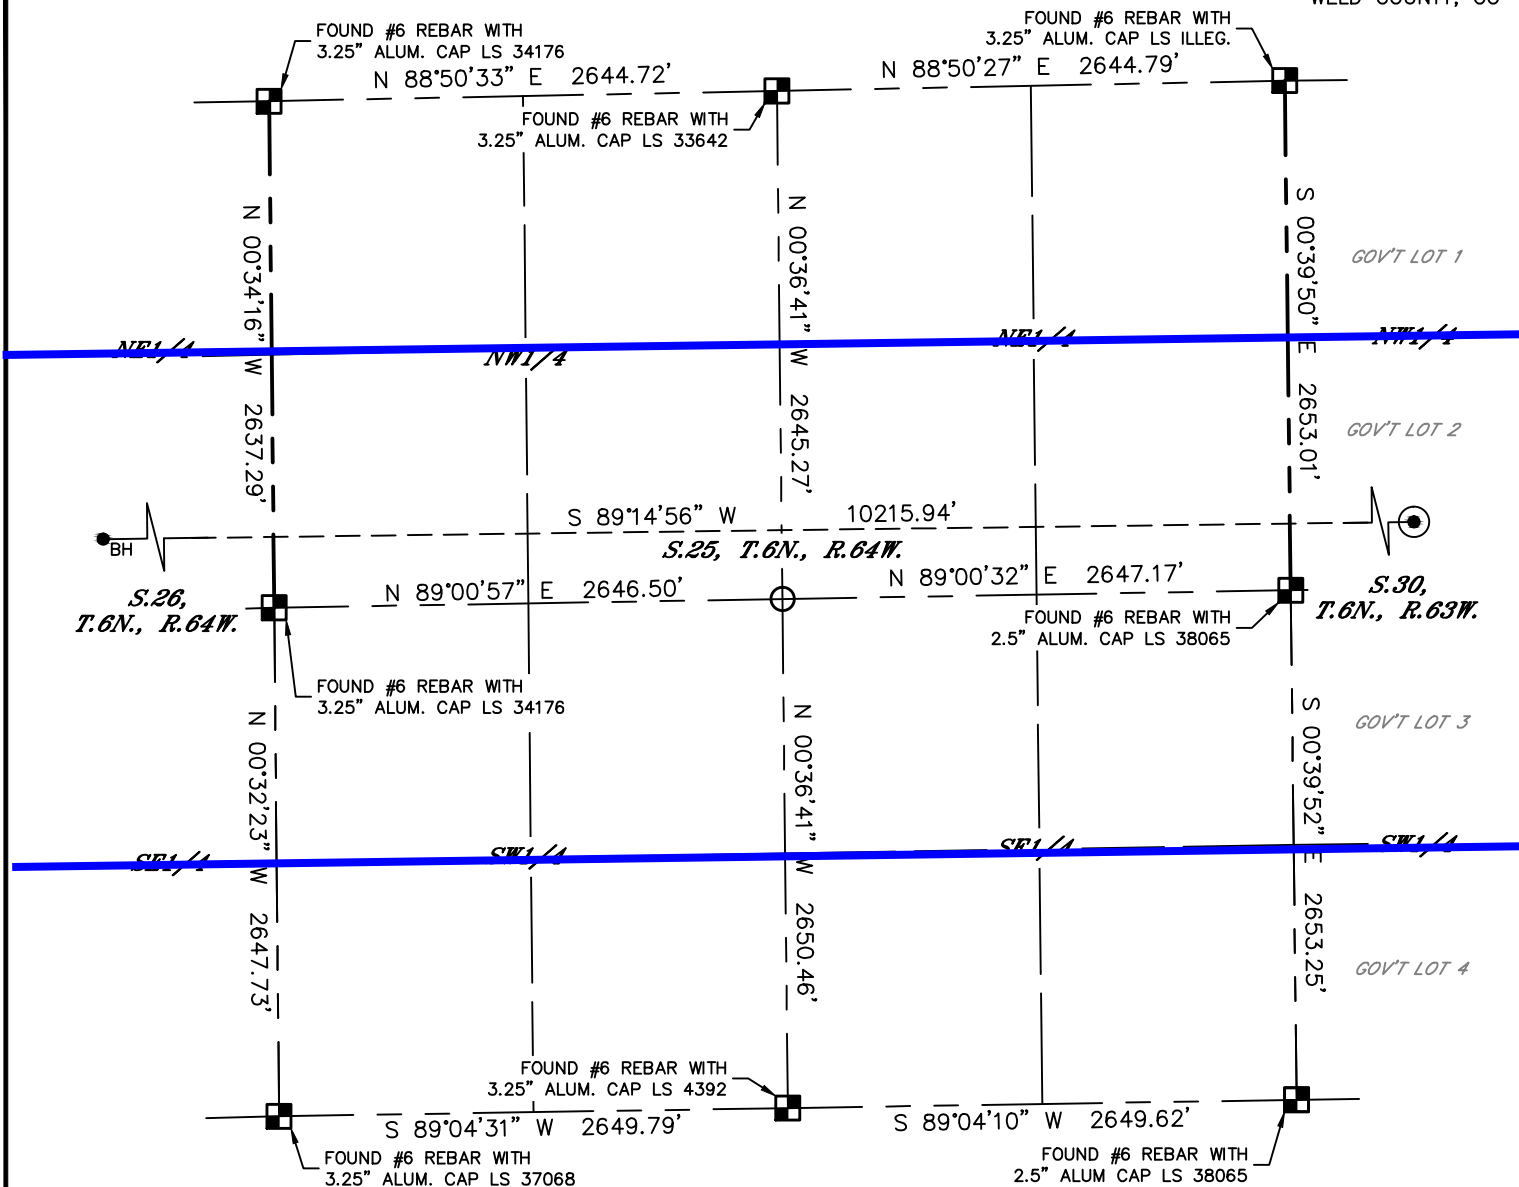 WELD COUNTY, CO
FOUND #6 REBAR WITH
3.25" ALUM. CAP LS 34176
FOUND #6 REBAR WITH
3.25" ALUM. CAP LS ILLEG.
N 88°50'33" E 2644.72'
N 88°50'27" E 2644.79'
FOUND #6 REBAR WITH
3.25" ALUM. CAP LS 33642
N 00°34'16" W 2637.29'
N 00°36'41" W 2645.27'
S 00°39'50" E 2653.01'
GOV'T LOT 1
NE1/4
NW1/4
NE1/4
NW1/4
GOV'T LOT 2
S 89°14'56" W 10215.94'
BH
S.25, T.6N., R.64W.
S.26,
T.6N., R.64W.
N 89°00'57" E 2646.50'
N 89°00'32" E 2647.17'
S.30,
T.6N., R.63W.
FOUND #6 REBAR WITH
2.5" ALUM. CAP LS 38065
FOUND #6 REBAR WITH
3.25" ALUM. CAP LS 34176
N 00°32'23" W 2647.73'
N 00°36'41" W 2650.46'
S 00°39'52" E 2653.25'
GOV'T LOT 3
SE1/4
SW1/4
SE1/4
SW1/4
GOV'T LOT 4
FOUND #6 REBAR WITH
3.25" ALUM. CAP LS 4392
S 89°04'31" W 2649.79'
S 89°04'10" W 2649.62'
FOUND #6 REBAR WITH
3.25" ALUM. CAP LS 37068
FOUND #6 REBAR WITH
2.5" ALUM CAP LS 38065